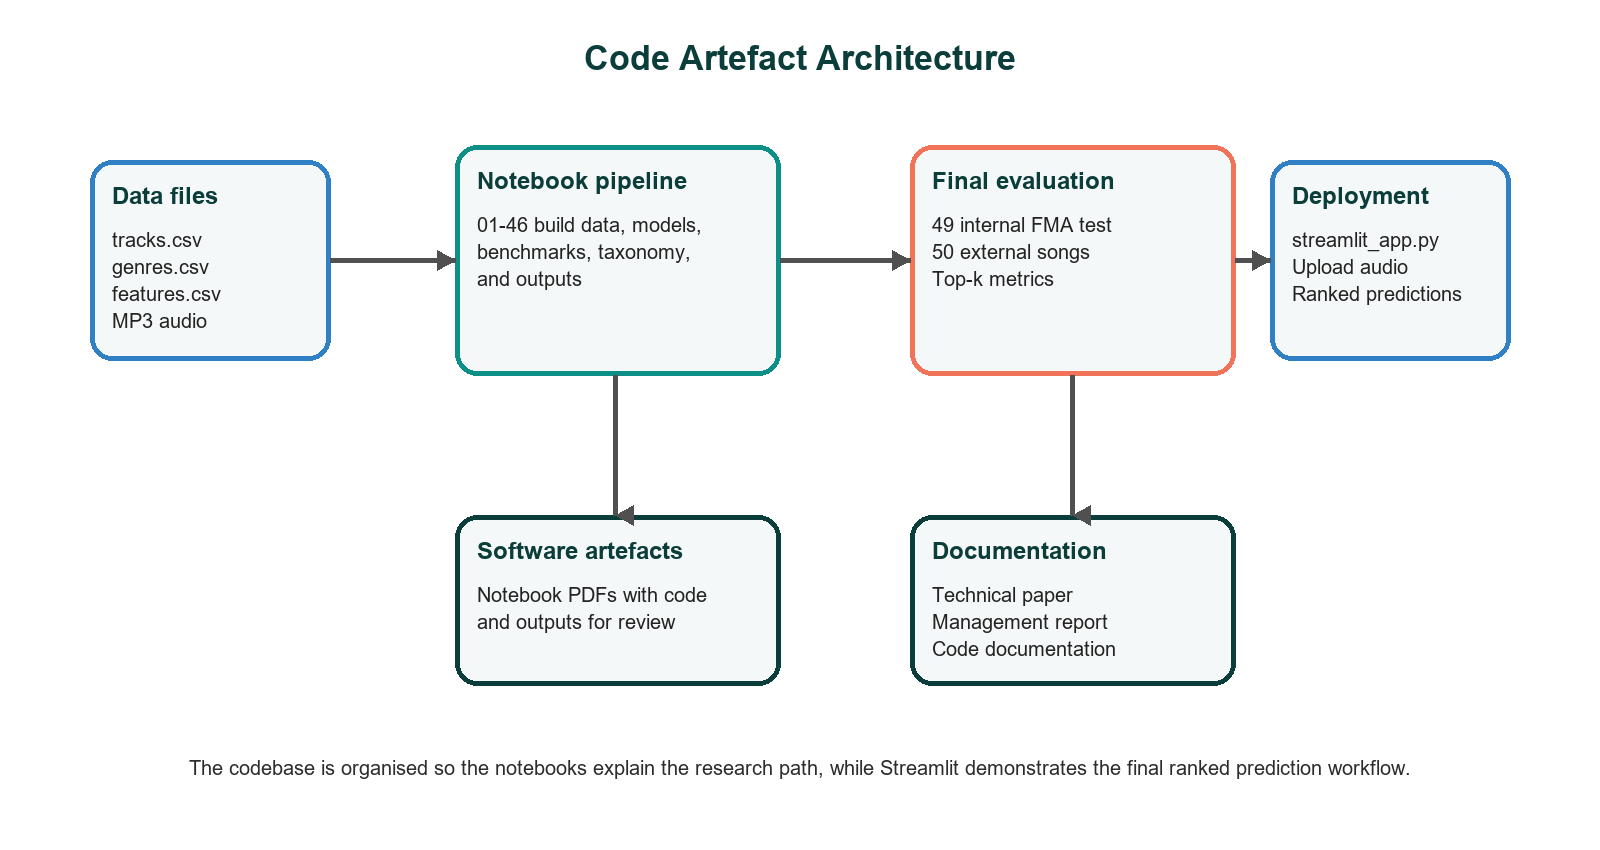 Code Artefact Architecture
Data files
tracks.csv
genres.csv
features.csv
MP3 audio
Notebook pipeline
01-46 build data, models,
benchmarks, taxonomy,
and outputs
Final evaluation
49 internal FMA test
50 external songs
Top-k metrics
Deployment
streamlit_app.py
Upload audio
Ranked predictions
Software artefacts
Notebook PDFs with code
and outputs for review
Documentation
Technical paper
Management report
Code documentation
The codebase is organised so the notebooks explain the research path, while Streamlit demonstrates the final ranked prediction workflow.